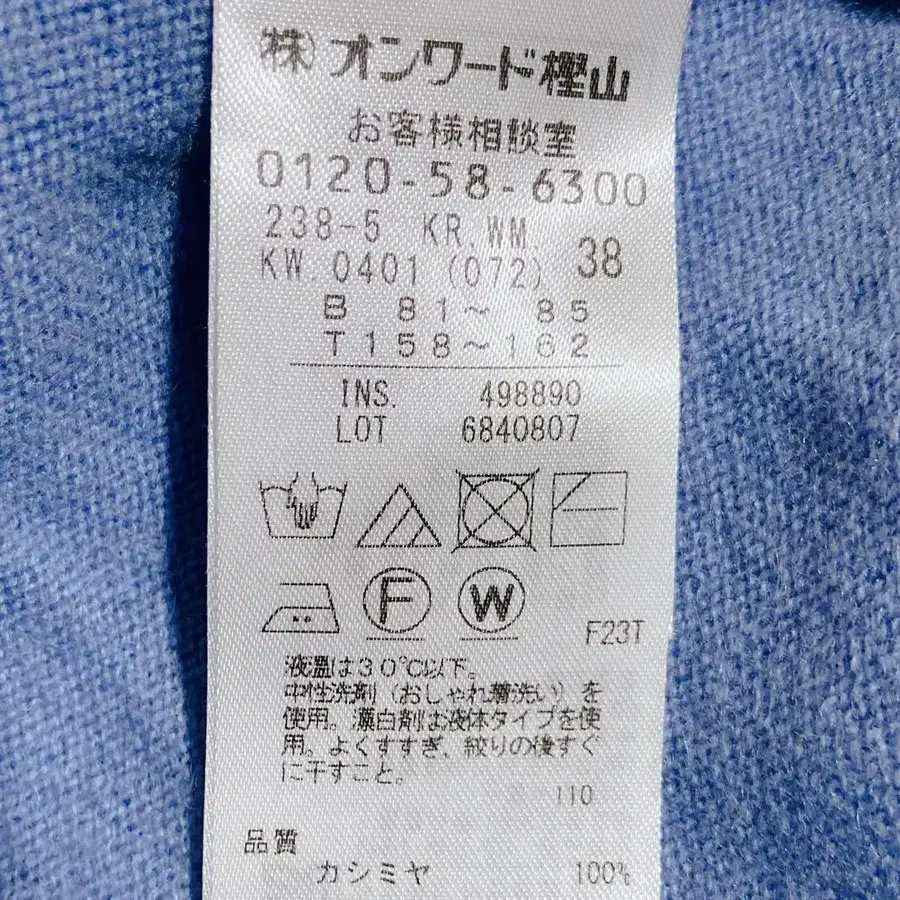 (株)オンワード樫山
お客様相談室
0120-58-6300
238-5 KR.WM. 38
KW.0401(072)
B 81～ 85
T158～162
INS. 498890
LOT 6840807
F W
F23T
液温は30℃以下。
中性洗剤(おしゃれ着洗い)を
使用。漂白剤は液体タイプを使
用。よくすすぎ、絞りの後すぐ
に干すこと。
110
品質
カシミヤ 100%